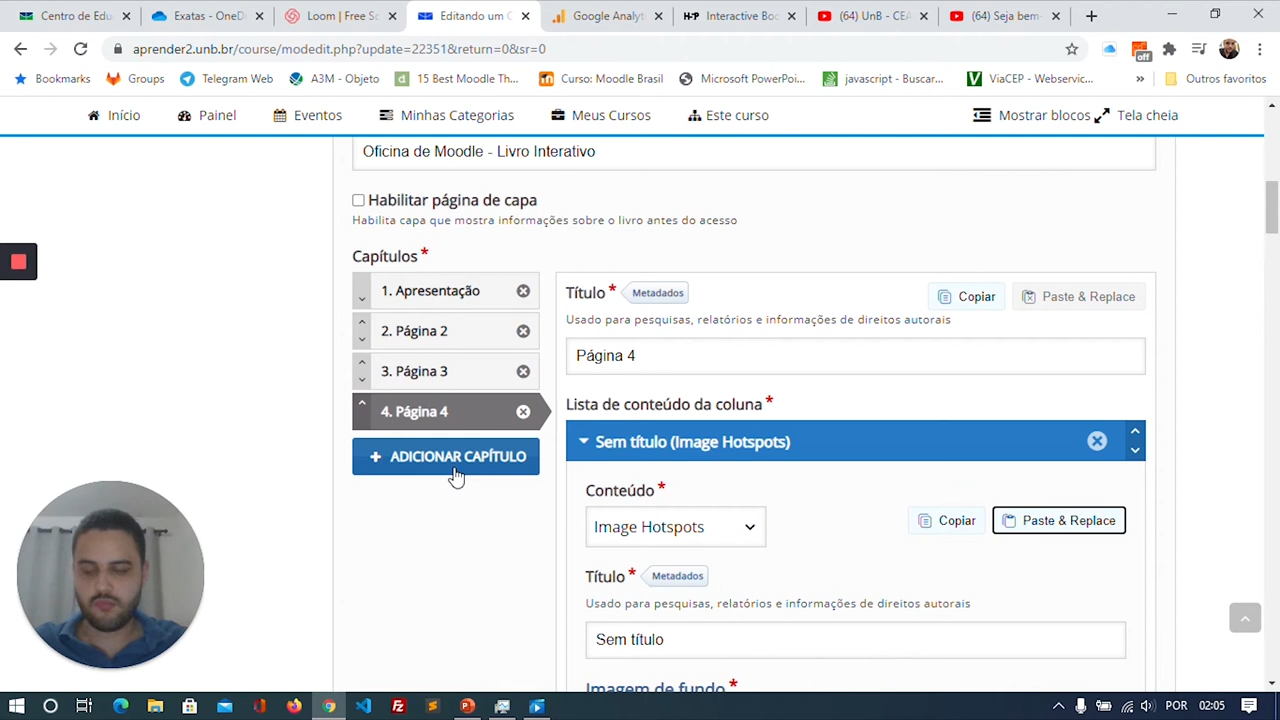 Centro de Edu
Exatas - OneD
Loom | Free Sc
Editando um C
Google Analyt
H-P Interactive Boo
(64) UnB - CEA
(64) Seja bem-
aprender2.unb.br/course/modedit.php?update=22351&return=0&sr=0
off
Bookmarks
Groups
Telegram Web
A3M - Objeto
15 Best Moodle Th...
Curso: Moodle Brasil
Microsoft PowerPoi...
javascript - Buscar...
ViaCEP - Webservic...
»
Outros favoritos
Início
Painel
Eventos
Minhas Categorias
Meus Cursos
Este curso
Mostrar blocos
Tela cheia
Oficina de Moodle - Livro Interativo
Habilitar página de capa
Habilita capa que mostra informações sobre o livro antes do acesso
Capítulos *
1. Apresentação
2. Página 2
3. Página 3
4. Página 4
+ ADICIONAR CAPÍTULO
Título * Metadados
Copiar
Paste & Replace
Usado para pesquisas, relatórios e informações de direitos autorais
Página 4
Lista de conteúdo da coluna *
Sem título (Image Hotspots)
Conteúdo *
Image Hotspots
Copiar
Paste & Replace
Título * Metadados
Usado para pesquisas, relatórios e informações de direitos autorais
Sem título
Imagem de fundo *
POR
02:05